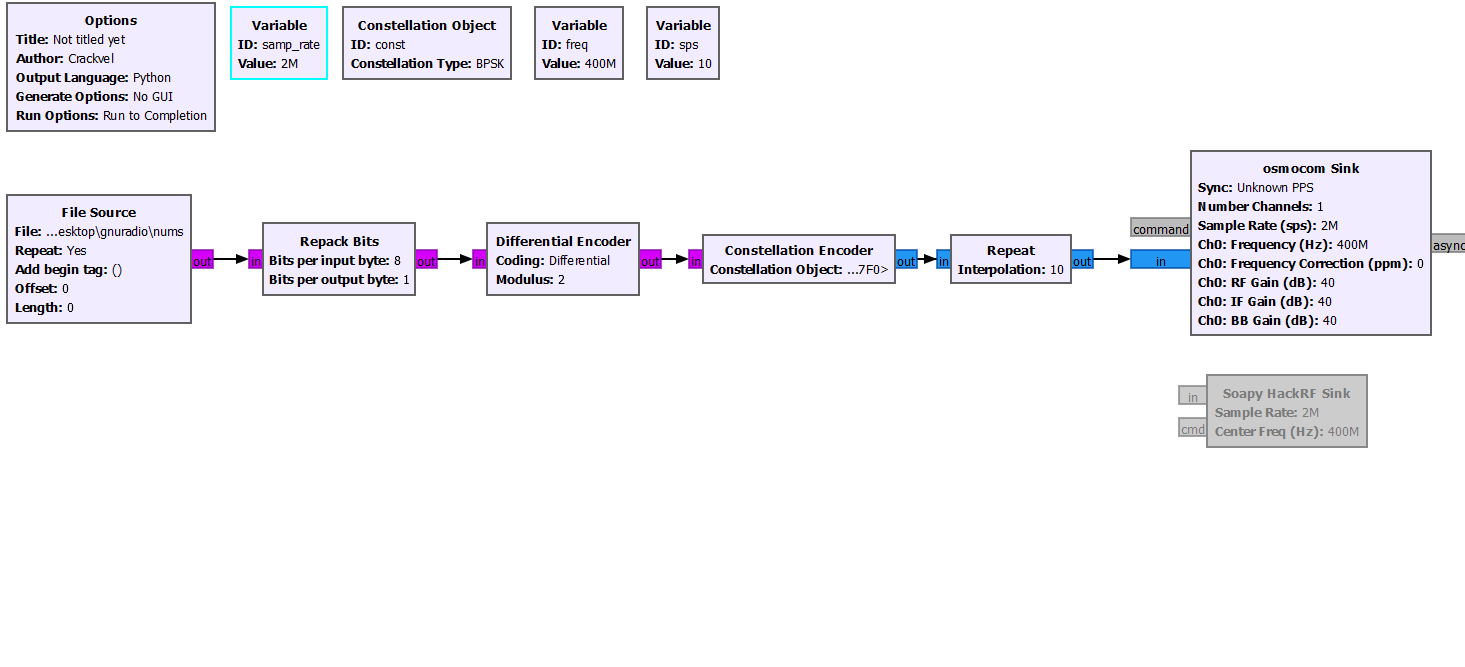 Options
Title: Not titled yet
Author: Crackvel
Output Language: Python
Generate Options: No GUI
Run Options: Run to Completion
Variable
ID: samp_rate
Value: 2M
Constellation Object
ID: const
Constellation Type: BPSK
Variable
ID: freq
Value: 400M
Variable
ID: sps
Value: 10
File Source
File: ...esktop\gnuradio\nums
Repeat: Yes
Add begin tag: ()
Offset: 0
Length: 0
out
in
Repack Bits
Bits per input byte: 8
Bits per output byte: 1
out
in
Differential Encoder
Coding: Differential
Modulus: 2
out
in
Constellation Encoder
Constellation Object: ...7F0>
out
in
Repeat
Interpolation: 10
out
command
in
osmocom Sink
Sync: Unknown PPS
Number Channels: 1
Sample Rate (sps): 2M
Ch0: Frequency (Hz): 400M
Ch0: Frequency Correction (ppm): 0
Ch0: RF Gain (dB): 40
Ch0: IF Gain (dB): 40
Ch0: BB Gain (dB): 40
async
in
cmd
Soapy HackRF Sink
Sample Rate: 2M
Center Freq (Hz): 400M